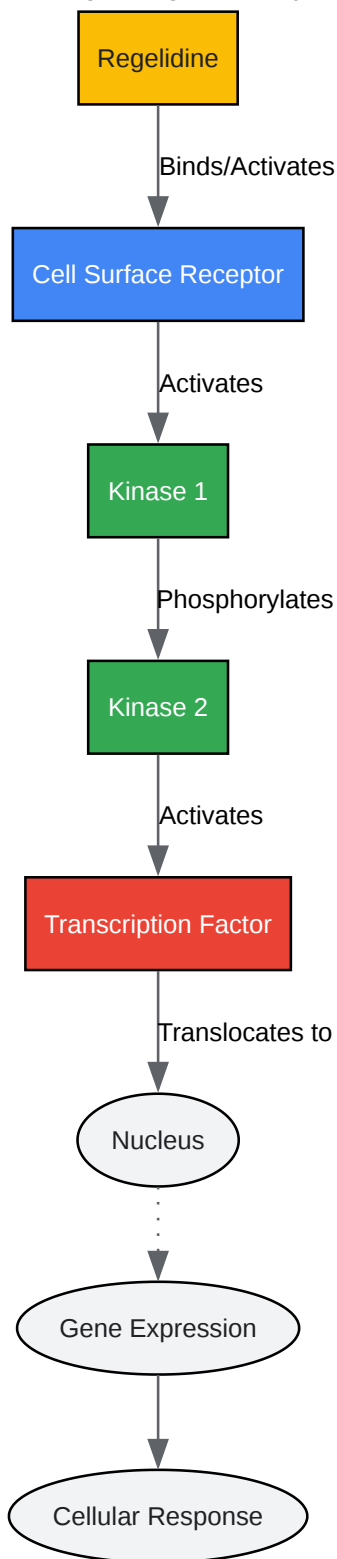 Regelidine
Binds/Activates
Cell Surface Receptor
Activates
Kinase 1
Phosphorylates
Kinase 2
Activates
Transcription Factor
Translocates to
Nucleus
Gene Expression
Cellular Response